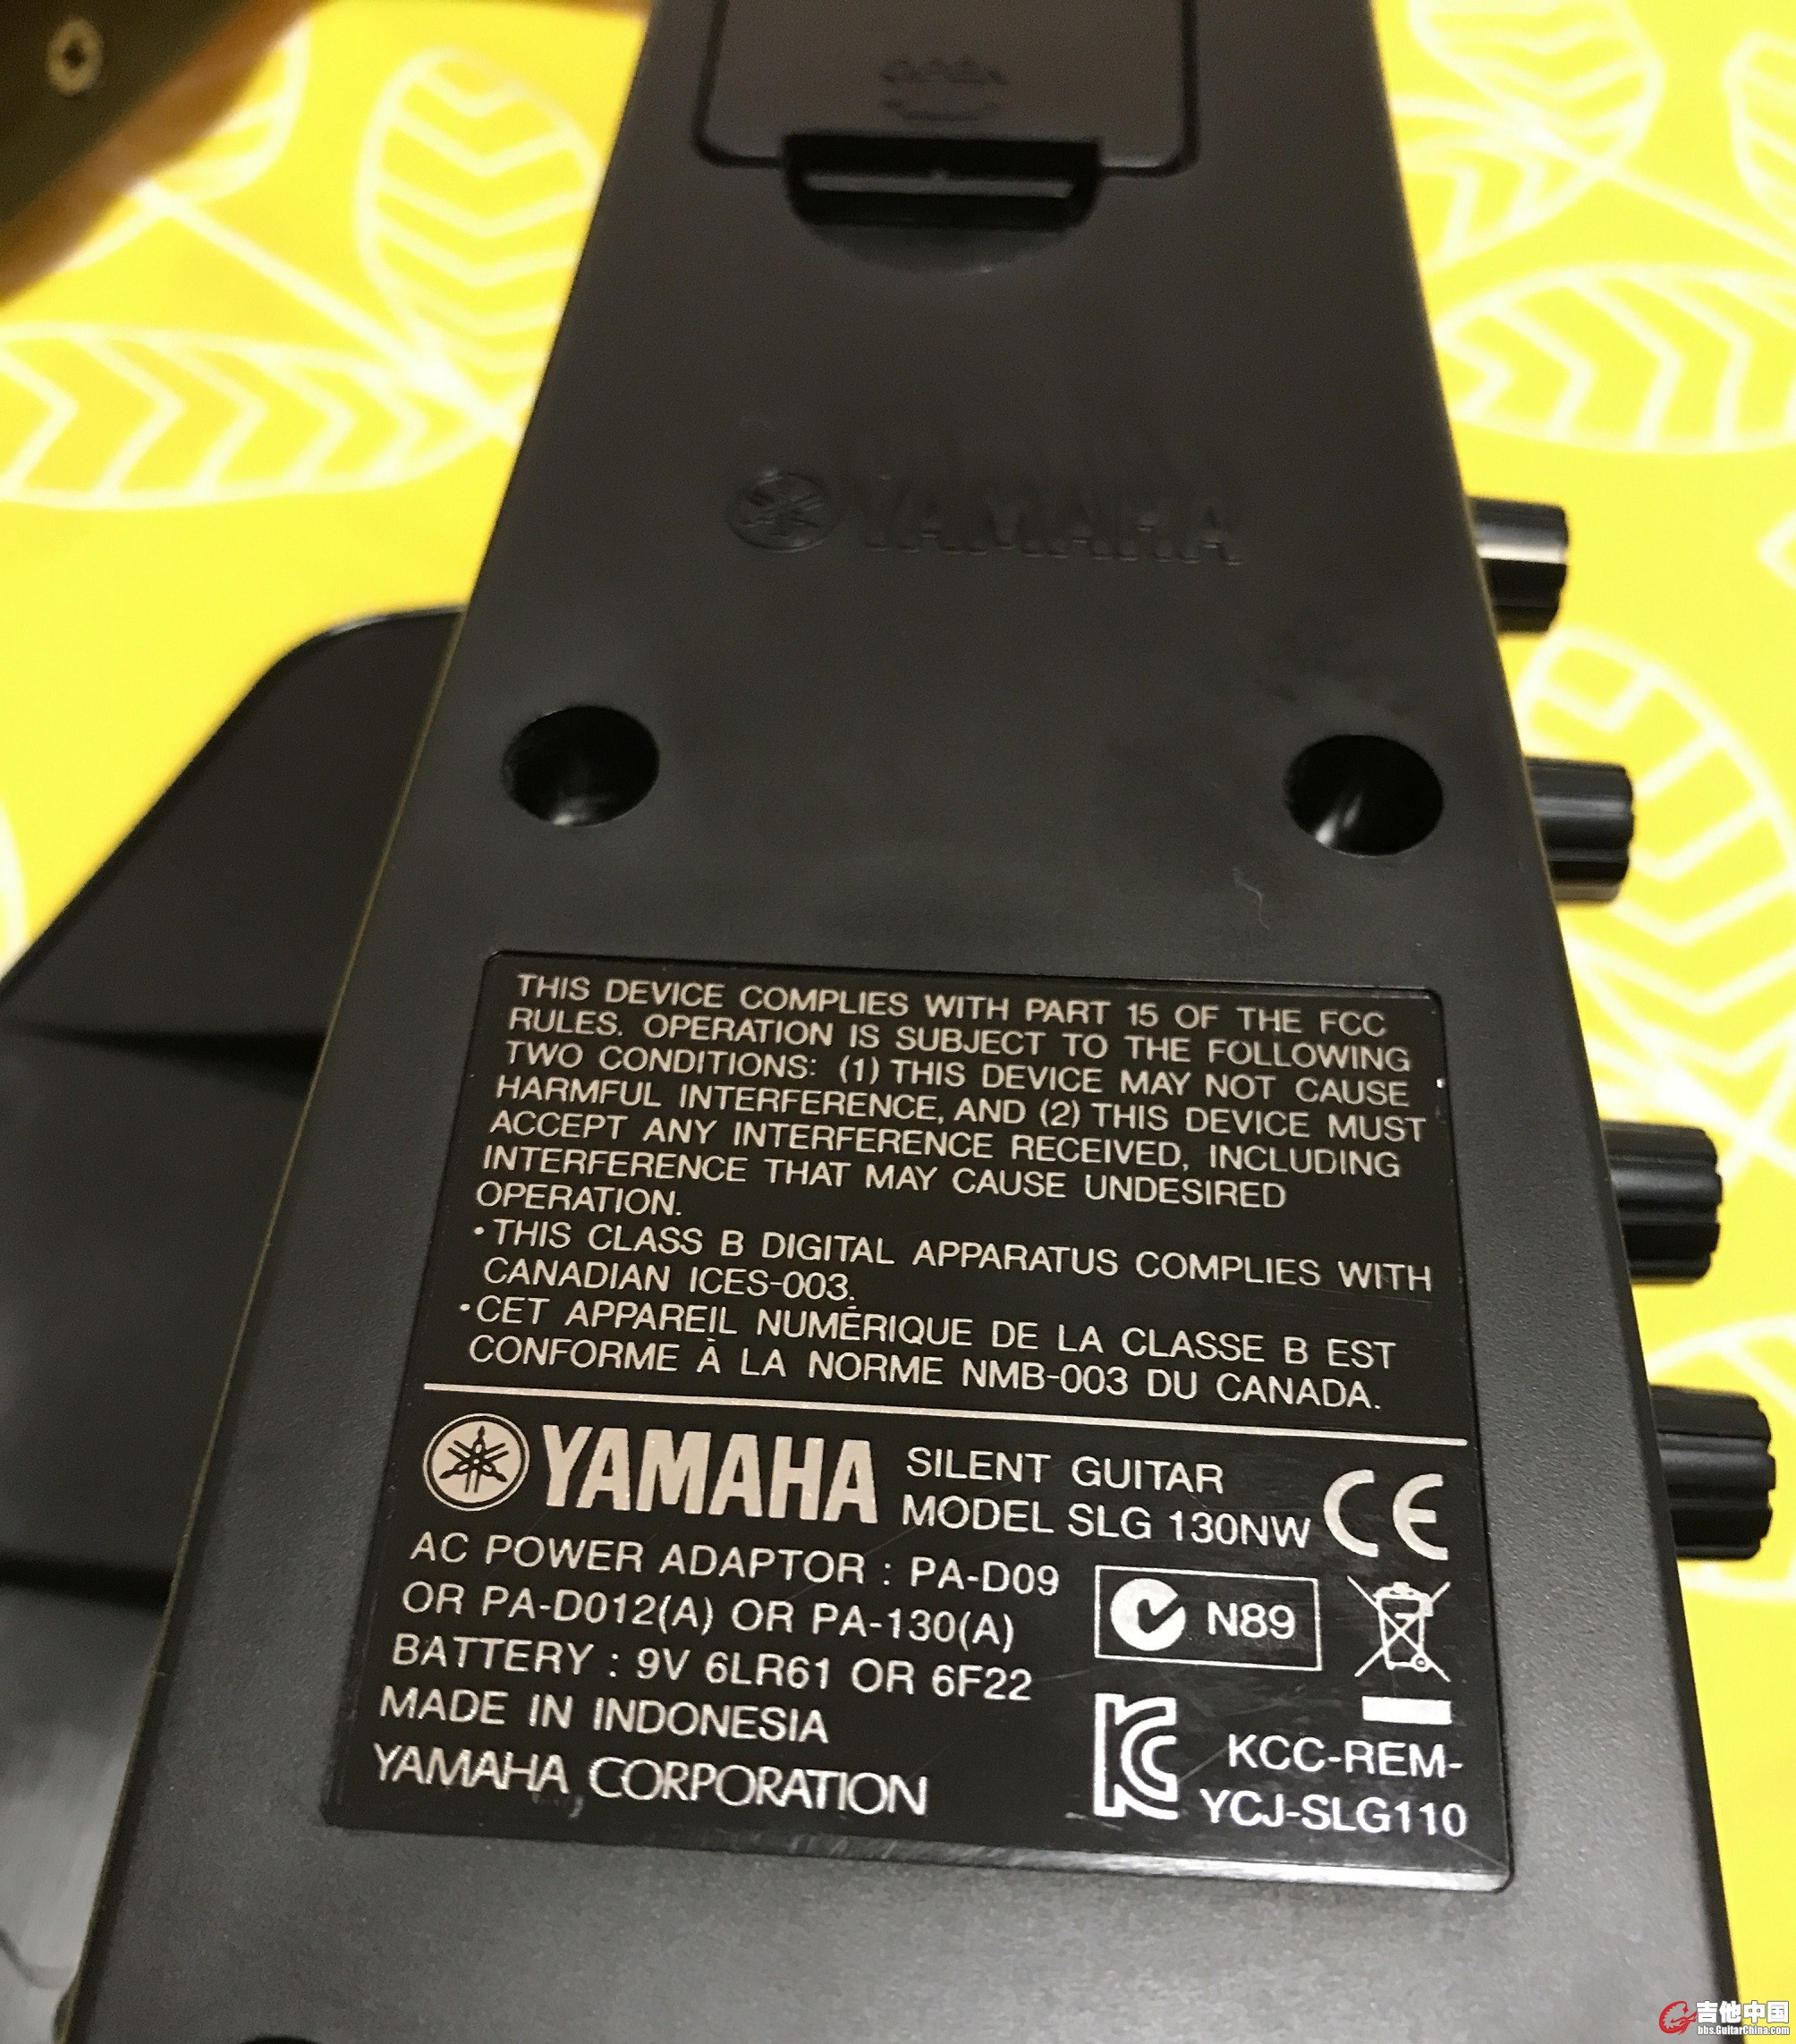 OPEN
YAMAHA
THIS DEVICE COMPLIES WITH PART 15 OF THE FCC
RULES. OPERATION IS SUBJECT TO THE FOLLOWING
TWO CONDITIONS: (1) THIS DEVICE MAY NOT CAUSE
HARMFUL INTERFERENCE, AND (2) THIS DEVICE MUST
ACCEPT ANY INTERFERENCE RECEIVED, INCLUDING
INTERFERENCE THAT MAY CAUSE UNDESIRED
OPERATION.
•THIS CLASS B DIGITAL APPARATUS COMPLIES WITH
CANADIAN ICES-003.
•CET APPAREIL NUMÉRIQUE DE LA CLASSE B EST
CONFORME À LA NORME NMB-003 DU CANADA.
YAMAHA SILENT GUITAR
MODEL SLG 130NW CE
AC POWER ADAPTOR : PA-D09
OR PA-D012(A) OR PA-130(A)
N89
BATTERY : 9V 6LR61 OR 6F22
MADE IN INDONESIA
YAMAHA CORPORATION
KCC-REM-
YCJ-SLG110
吉他中国
bbs.GuitarChina.com